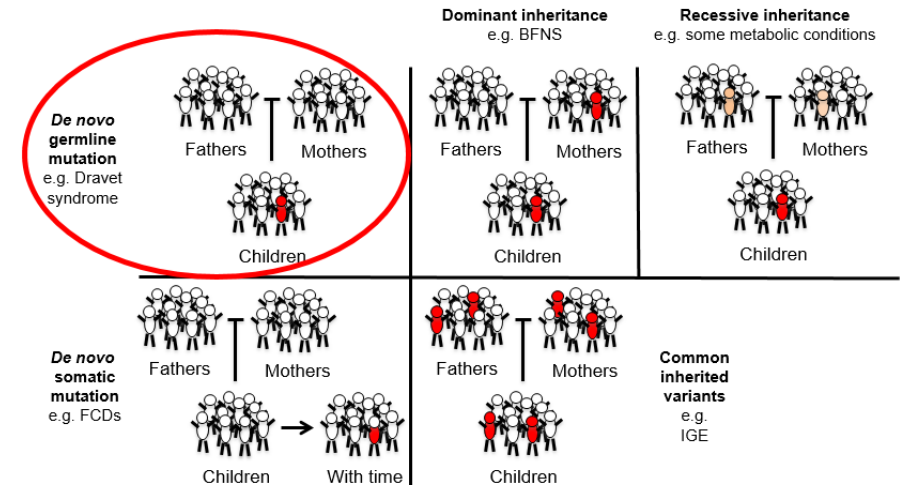 Dominant inheritance
e.g. BFNS
Recessive inheritance
e.g. some metabolic conditions
De novo
germline
mutation
e.g. Dravet
syndrome
Fathers
Mothers
Children
Fathers
Mothers
Children
Fathers
Mothers
Children
De novo
somatic
mutation
e.g. FCDs
Fathers
Mothers
Children
With time
Fathers
Mothers
Children
Common
inherited
variants
e.g.
IGE